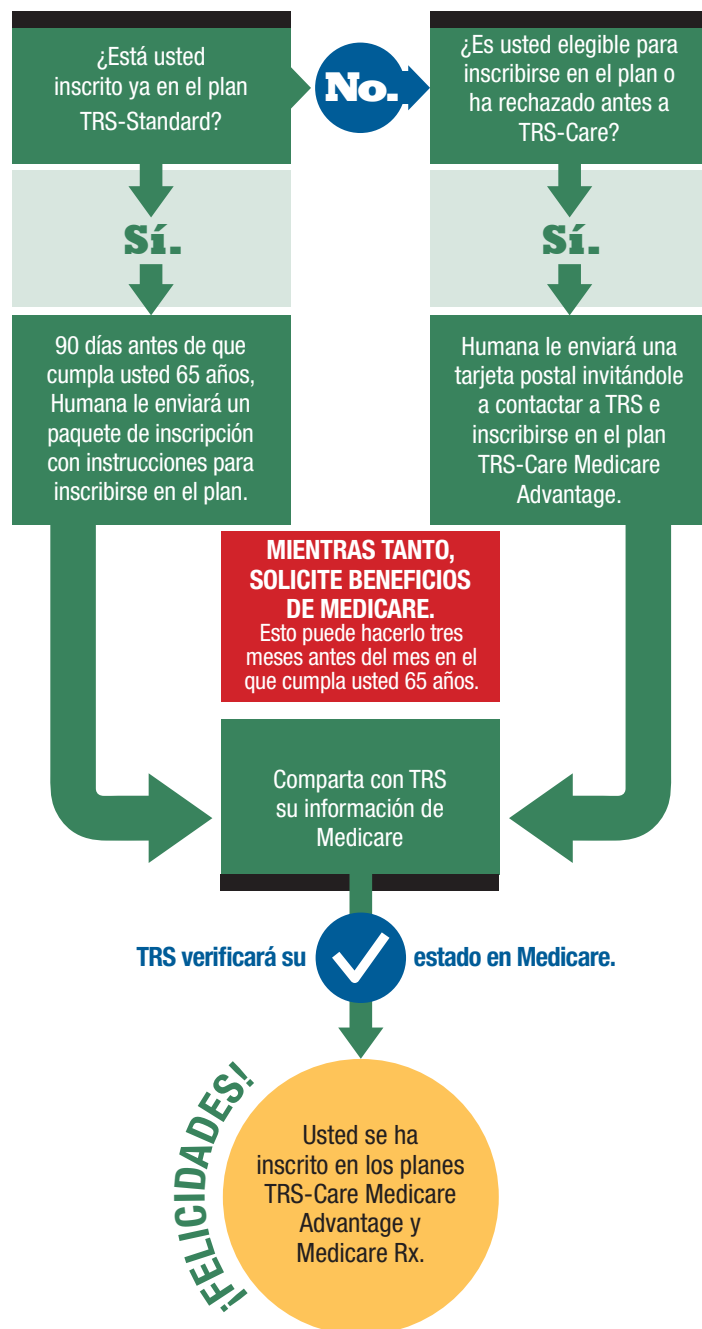 ¿Está usted
inscrito ya en el plan
TRS-Standard?
No.
¿Es usted elegible para
inscribirse en el plan o
ha rechazado antes a
TRS-Care?
Sí.
Sí.
90 días antes de que
cumpla usted 65 años,
Humana le enviará un
paquete de inscripción
con instrucciones para
inscribirse en el plan.
Humana le enviará una
tarjeta postal invitándole
a contactar a TRS e
inscribirse en el plan
TRS-Care Medicare
Advantage.
MIENTRAS TANTO,
SOLICITE BENEFICIOS
DE MEDICARE.
Esto puede hacerlo tres
meses antes del mes en el
que cumpla usted 65 años.
Comparta con TRS
su información de
Medicare
TRS verificará su estado en Medicare.
¡FELICIDADES!
Usted se ha
inscrito en los planes
TRS-Care Medicare
Advantage y
Medicare Rx.